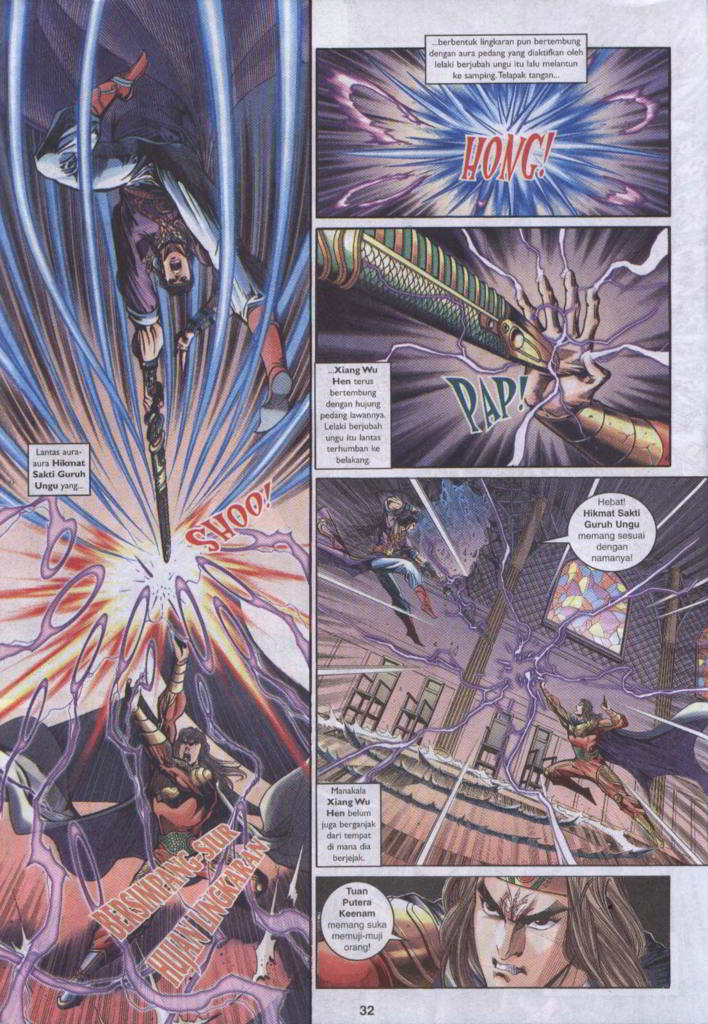 Lantas aura-
aura Hikmat
Sakti Guruh
Ungu yang...
SHOO!
BERSINDANG SUR
HUJAN LINGKARAN
...berbentuk lingkaran pun bertembung
dengan aura pedang yang diaktifkan oleh
lelaki berjubah ungu itu lalu melantun
ke samping. Telapak tangan...
HONG!
...Xiang Wu
Hen terus
bertembung
dengan hujung
pedang lawannya.
Lelaki berjubah
ungu itu lantas
terhumban ke
belakang.
PAP!
Hebat!
Hikmat Sakti
Guruh Ungu
memang sesuai
dengan
namanya!
Manakala
Xiang Wu
Hen belum
juga berganjak
dari tempat
di mana dia
berjejak.
Tuan
Putera
Keenam
memang suka
memuji-muji
orang!
32